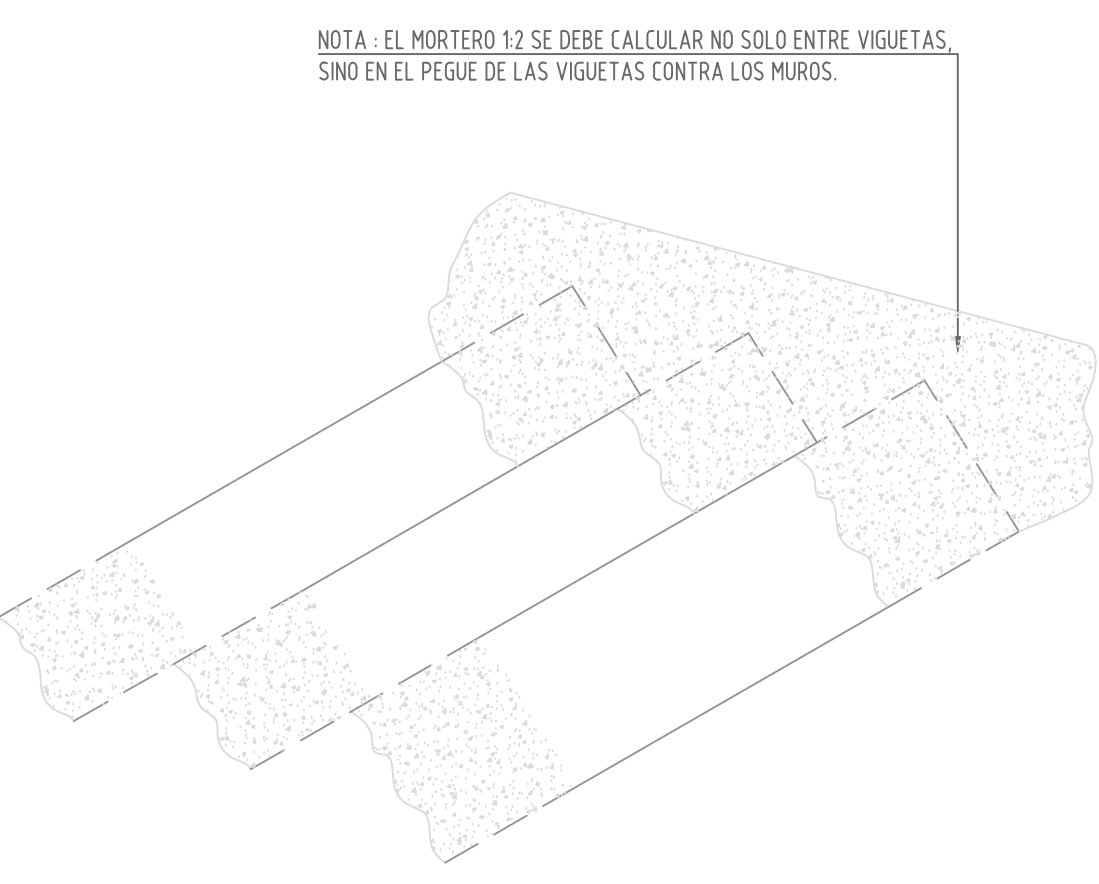 NOTA : EL MORTERO 1:2 SE DEBE CALCULAR NO SOLO ENTRE VIGUETAS,
SINO EN EL PEGUE DE LAS VIGUETAS CONTRA LOS MUROS.